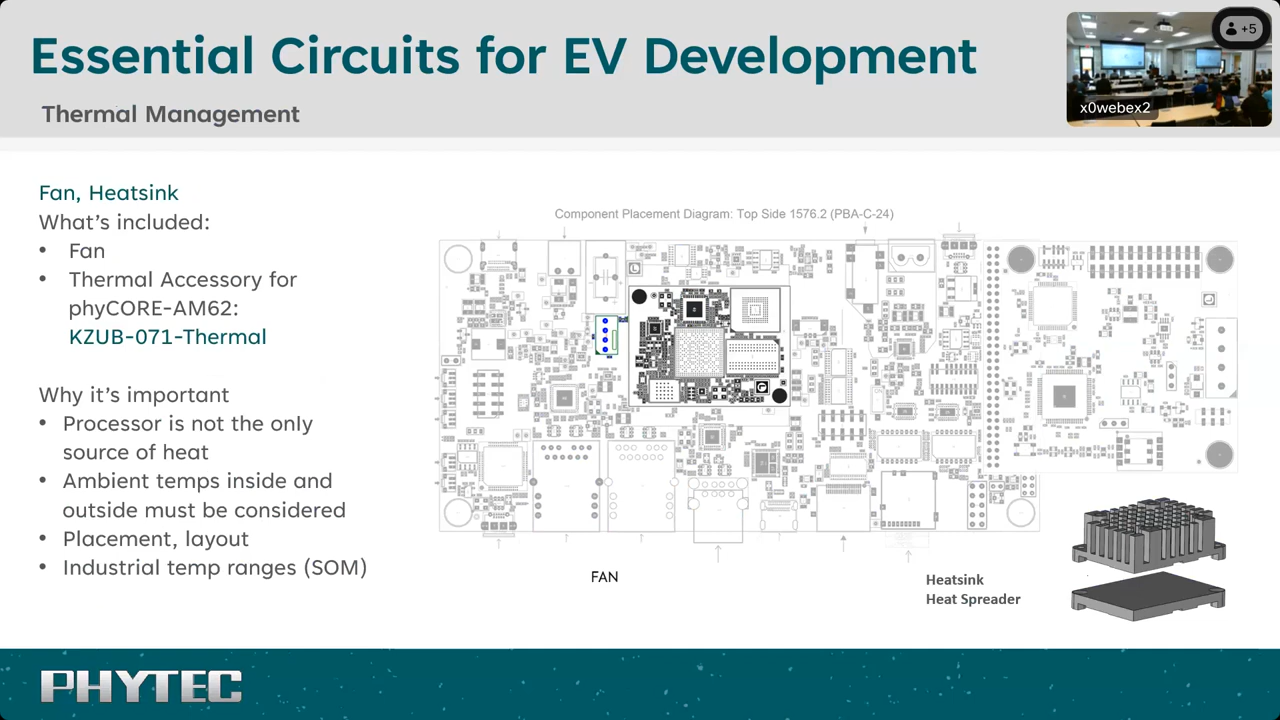 Essential Circuits for EV Development
Thermal Management
+5
x0webex2
Fan, Heatsink
What's included:
• Fan
• Thermal Accessory for
phyCORE-AM62:
KZUB-071-Thermal
Why it's important
• Processor is not the only
source of heat
• Ambient temps inside and
outside must be considered
• Placement, layout
• Industrial temp ranges (SOM)
Component Placement Diagram: Top Side 1576.2 (PBA-C-24)
FAN
Heatsink
Heat Spreader
PHYTEC